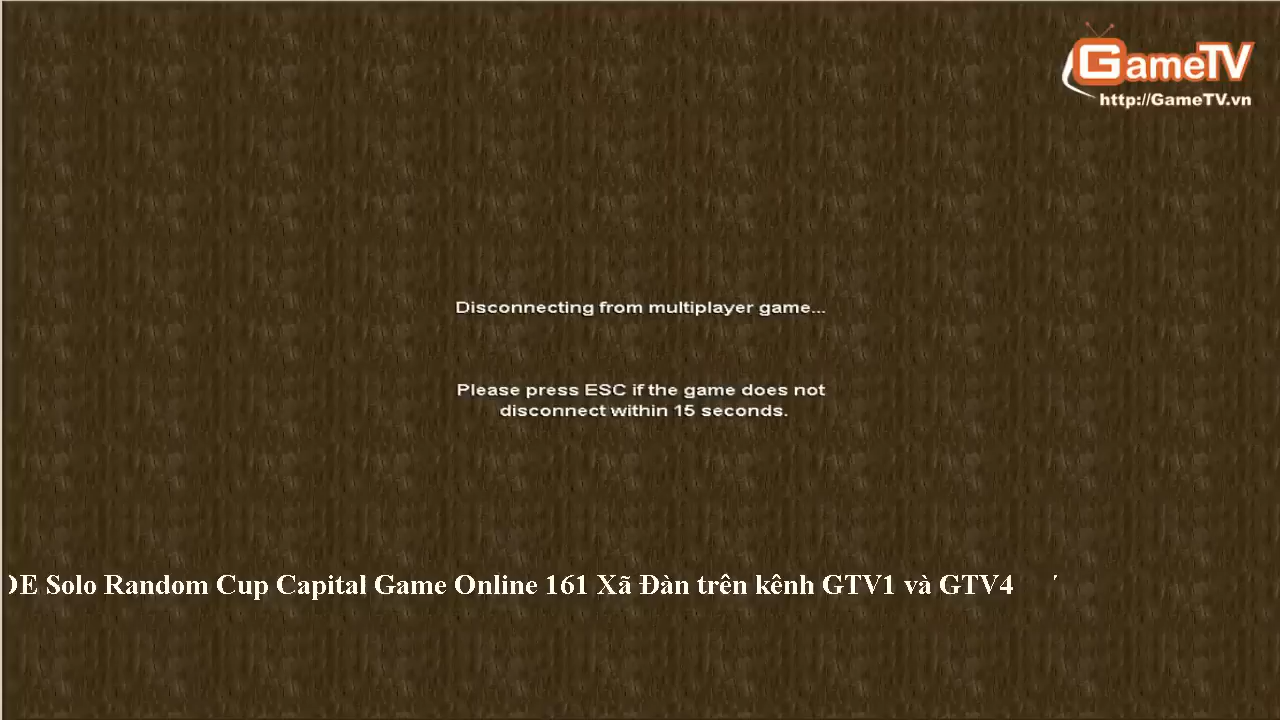 GameTV
http://GameTV.vn
Disconnecting from multiplayer game...
Please press ESC if the game does not
disconnect within 15 seconds.
Solo Random Cup Capital Game Online 161 Xã Đàn trên kênh GTV1 và GTV4